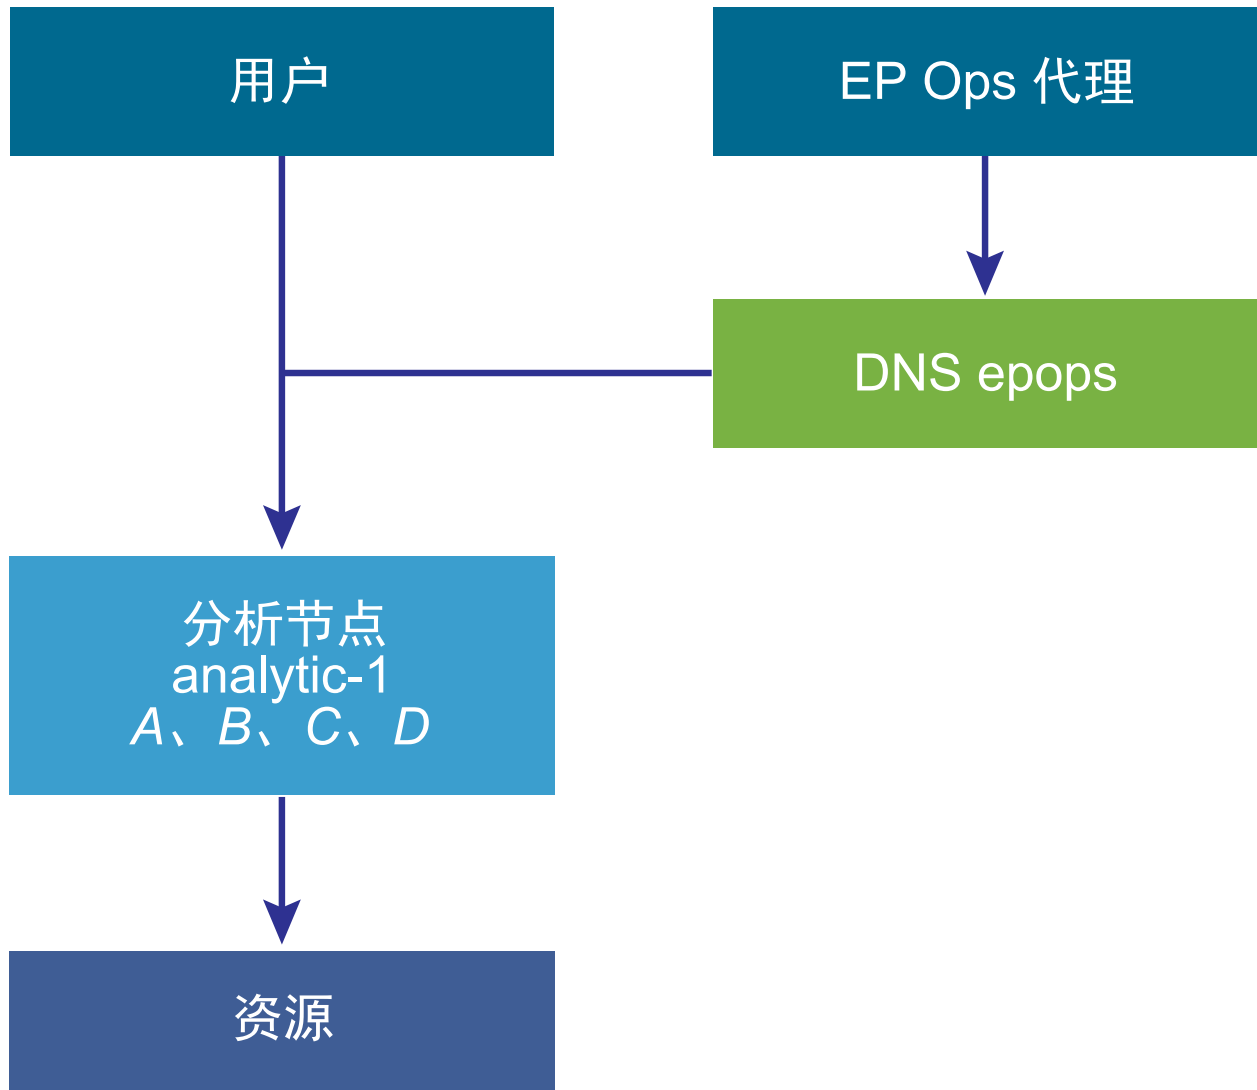 用户
EP Ops 代理
DNS epops
分析节点
analytic-1
A、B、C、D
资源